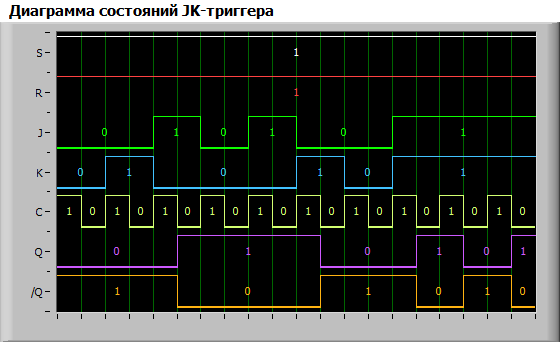 Диаграмма состояний JK-триггера
S 1
R 1
J 0 1 0 1 0 1
K 0 1 0 1 0 1
C 1 0 1 0 1 0 1 0 1 0 1 0 1 0 1 0 1 0 1 0
Q 0 1 0 1 0 1
/Q 1 0 1 0 1 0